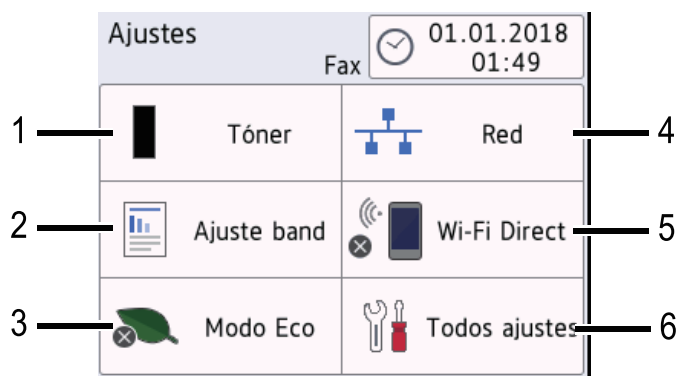 Ajustes
Fax
01.01.2018
01:49
1
Tóner
Red
4
2
Ajuste band
Wi-Fi Direct
5
3
Modo Eco
Todos ajustes
6